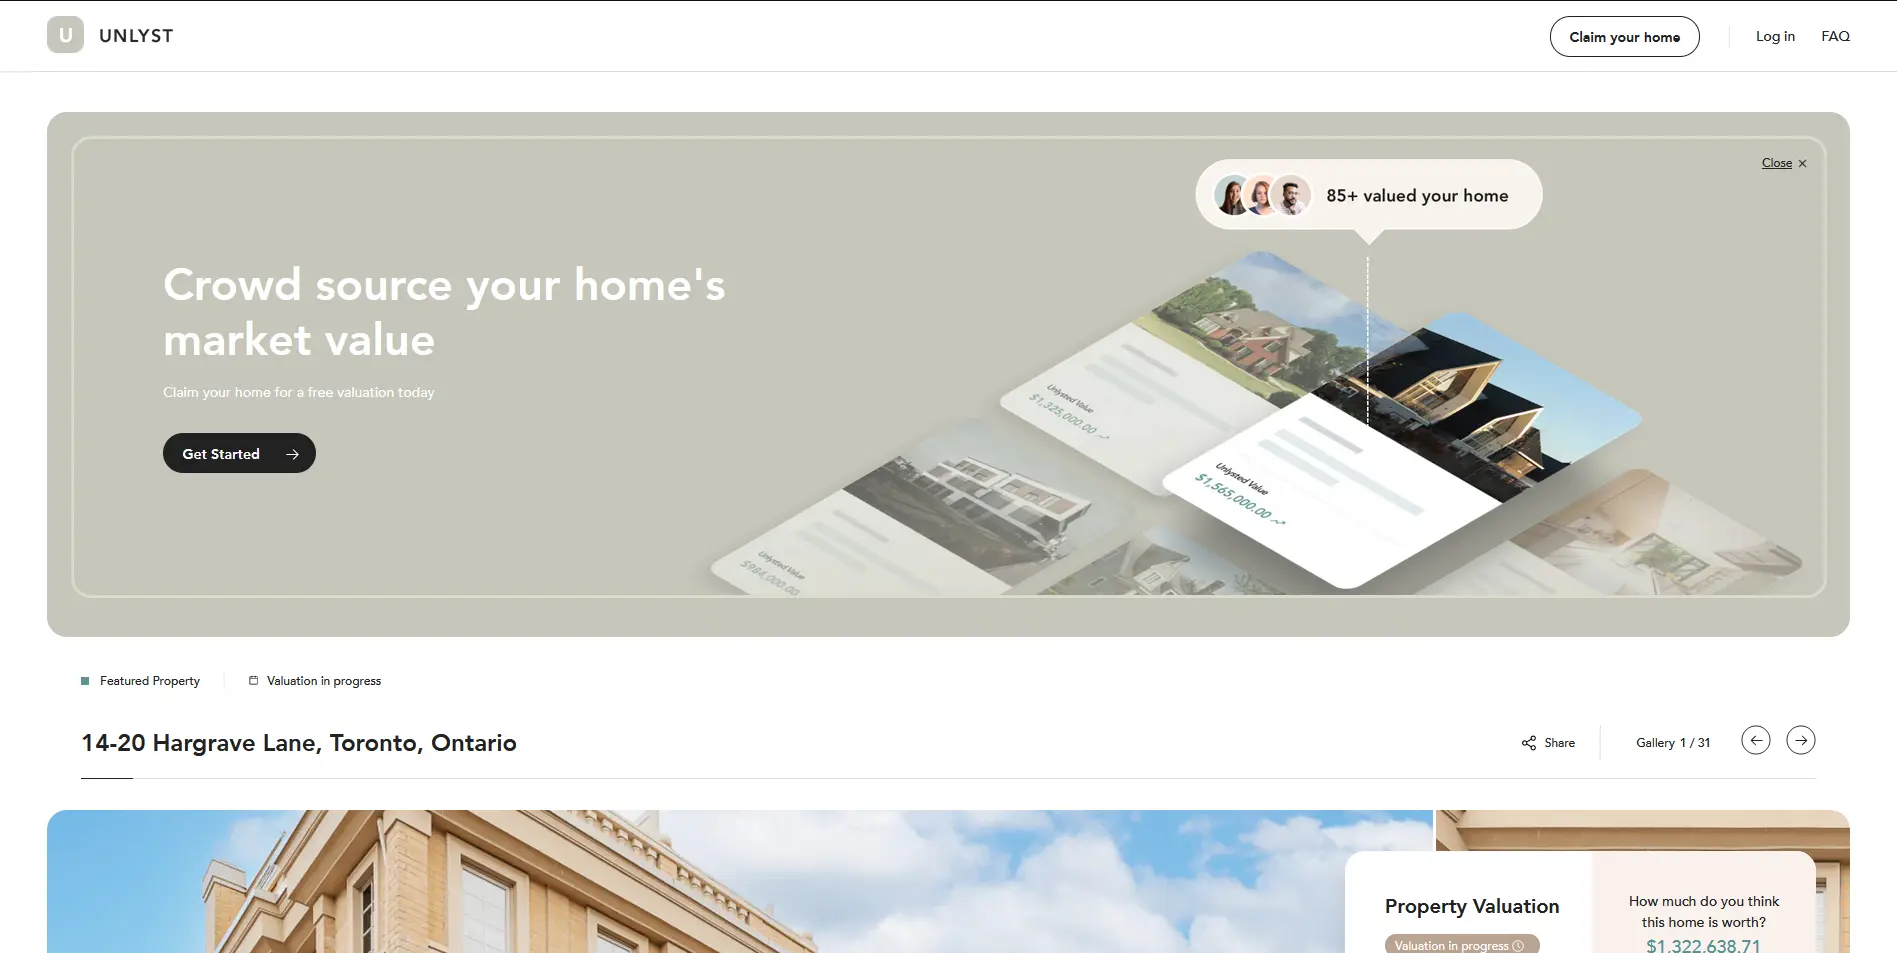 U UNLYST
Claim your home
Log in
FAQ
Close
85+ valued your home
Crowd source your home's
market value
Claim your home for a free valuation today
Get Started
Unlysted Value
$1,325,000.00
Unlysted Value
$1,565,000.00
Unlysted Value
$984,000.00
Featured Property
Valuation in progress
14-20 Hargrave Lane, Toronto, Ontario
Share
Gallery 1 / 31
Property Valuation
Valuation in progress
How much do you think
this home is worth?
$1,322,638.71